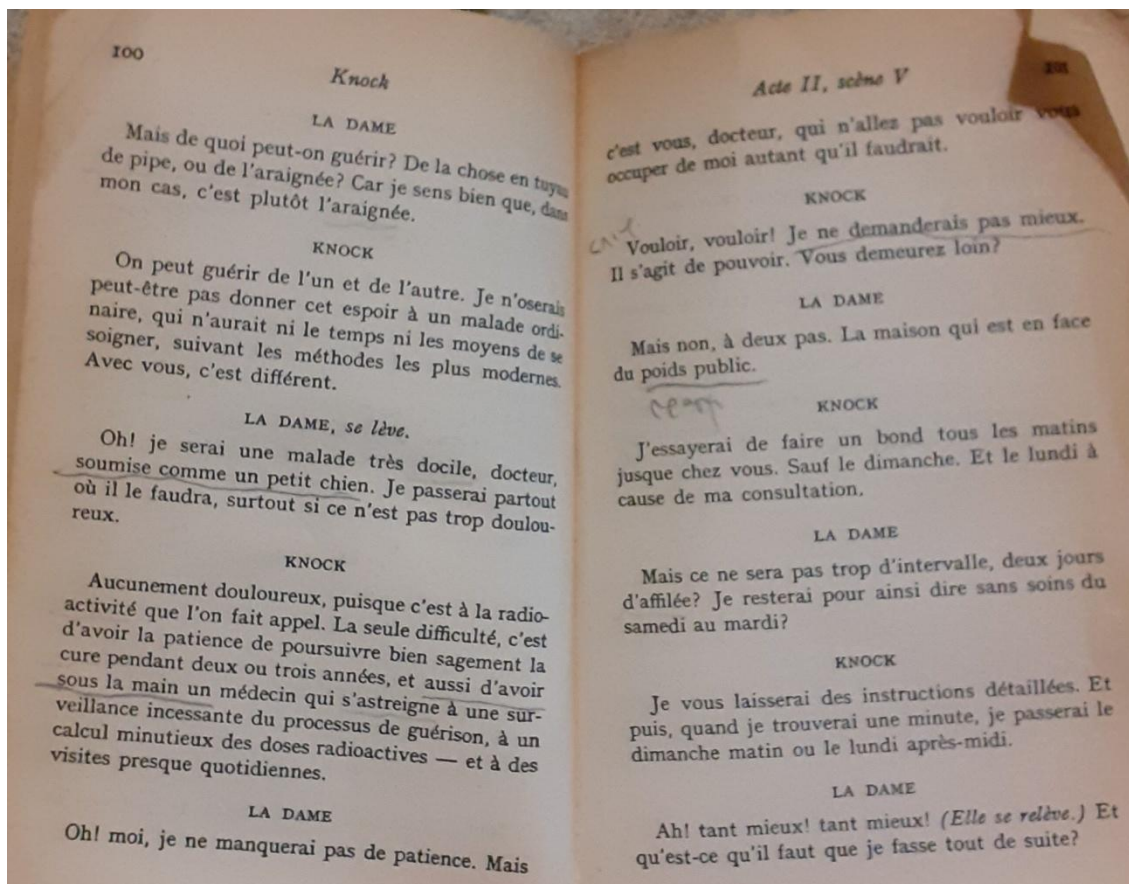 100
Knock
LA DAME
Mais de quoi peut-on guérir? De la chose en tuyau
de pipe, ou de l'araignée? Car je sens bien que, dans
mon cas, c'est plutôt l'araignée.
KNOCK
On peut guérir de l'un et de l'autre. Je n'oserais
peut-être pas donner cet espoir à un malade ordi-
naire, qui n'aurait ni le temps ni les moyens de se
soigner, suivant les méthodes les plus modernes.
Avec vous, c'est différent.
LA DAME, se lève.
Oh! je serai une malade très docile, docteur,
soumise comme un petit chien. Je passerai partout
où il le faudra, surtout si ce n'est pas trop doulou-
reux.
KNOCK
Aucunement douloureux, puisque c'est à la radio-
activité que l'on fait appel. La seule difficulté, c'est
d'avoir la patience de poursuivre bien sagement la
cure pendant deux ou trois années, et aussi d'avoir
sous la main un médecin qui s'astreigne à une sur-
veillance incessante du processus de guérison, à un
calcul minutieux des doses radioactives — et à des
visites presque quotidiennes.
LA DAME
Oh! moi, je ne manquerai pas de patience. Mais
Acte II, scène V
101
c'est vous, docteur, qui n'allez pas vouloir vous
occuper de moi autant qu'il faudrait.
KNOCK
Vouloir, vouloir! Je ne demanderais pas mieux.
Il s'agit de pouvoir. Vous demeurez loin?
LA DAME
Mais non, à deux pas. La maison qui est en face
du poids public.
KNOCK
J'essayerai de faire un bond tous les matins
jusque chez vous. Sauf le dimanche. Et le lundi à
cause de ma consultation.
LA DAME
Mais ce ne sera pas trop d'intervalle, deux jours
d'affilée? Je resterai pour ainsi dire sans soins du
samedi au mardi?
KNOCK
Je vous laisserai des instructions détaillées. Et
puis, quand je trouverai une minute, je passerai le
dimanche matin ou le lundi après-midi.
LA DAME
Ah! tant mieux! tant mieux! (Elle se relève.) Et
qu'est-ce qu'il faut que je fasse tout de suite?